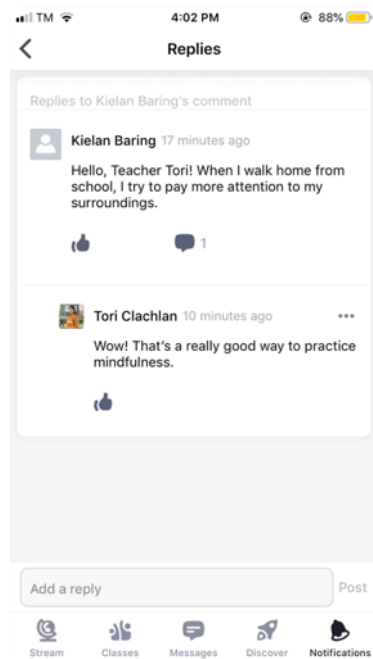 TM 4:02 PM 88%
Replies
Replies to Kielan Baring's comment
Kielan Baring 17 minutes ago
Hello, Teacher Tori! When I walk home from
school, I try to pay more attention to my
surroundings.
1
Tori Clachlan 10 minutes ago
Wow! That's a really good way to practice
mindfulness.
Add a reply Post
Stream Classes Messages Discover Notifications